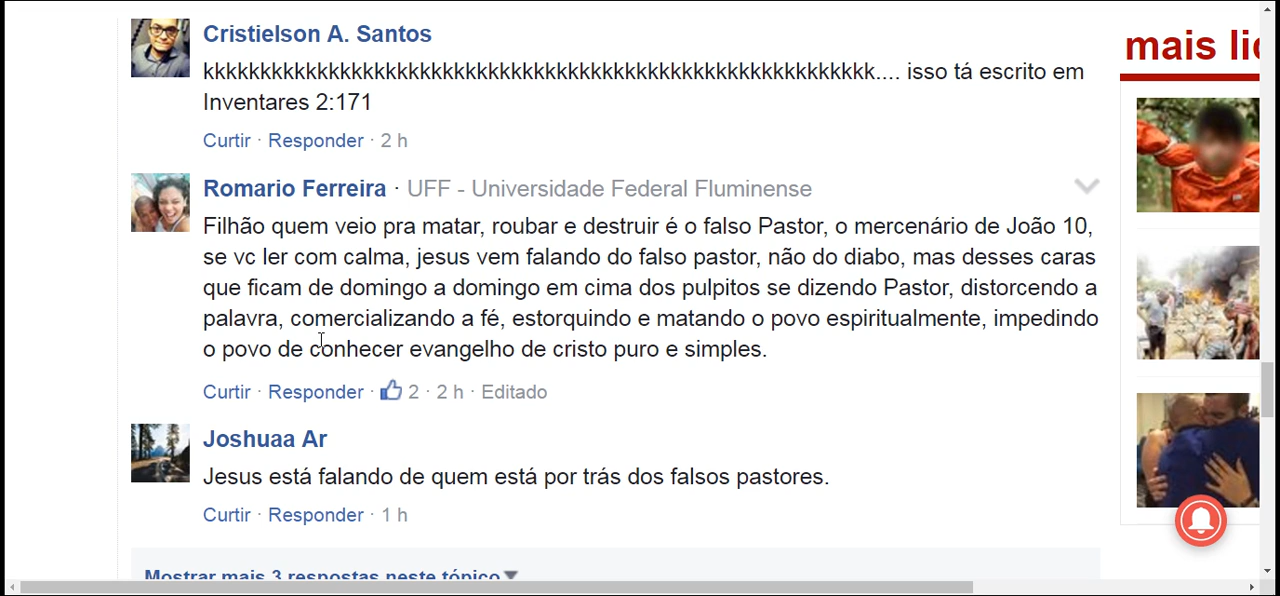 Cristielson A. Santos
kkkkkkkkkkkkkkkkkkkkkkkkkkkkkkkkkkkkkkkkkkkkkkkkkkkkkkkkkkk.... isso tá escrito em
Inventares 2:171
Curtir · Responder · 2 h
Romario Ferreira · UFF - Universidade Federal Fluminense
Filhão quem veio pra matar, roubar e destruir é o falso Pastor, o mercenário de João 10,
se vc ler com calma, jesus vem falando do falso pastor, não do diabo, mas desses caras
que ficam de domingo a domingo em cima dos pulpitos se dizendo Pastor, distorcendo a
palavra, comercializando a fé, estorquindo e matando o povo espiritualmente, impedindo
o povo de conhecer evangelho de cristo puro e simples.
Curtir · Responder · 2 · 2 h · Editado
Joshuaa Ar
Jesus está falando de quem está por trás dos falsos pastores.
Curtir · Responder · 1 h
Mostrar mais 3 respostas neste tópico
mais